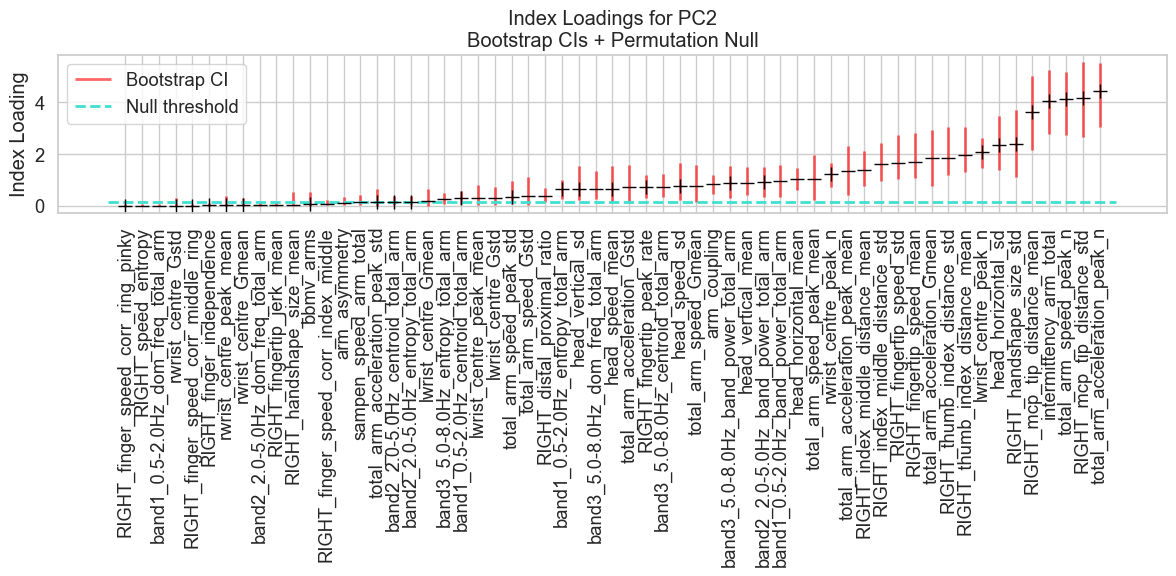 Index Loadings for PC2
Bootstrap CIs + Permutation Null
Bootstrap CI
Null threshold
Index Loading
4
2
0
RIGHT_finger_speed_corr_ring_pinky
RIGHT_speed_entropy
band1_0.5-2.0Hz_dom_freq_total_arm
rwrist_centre_Gstd
RIGHT_finger_speed_corr_middle_ring
RIGHT_finger_independence
rwrist_centre_peak_mean
rwrist_centre_Gmean
band2_2.0-5.0Hz_dom_freq_total_arm
RIGHT_fingertip_jerk_mean
RIGHT_handshape_size_mean
bbmv_arms
RIGHT_finger_speed_corr_index_middle
arm_asymmetry
sampen_speed_arm_total
total_arm_acceleration_peak_std
band2_2.0-5.0Hz_centroid_total_arm
band2_2.0-5.0Hz_entropy_total_arm
lwrist_centre_Gmean
band3_5.0-8.0Hz_entropy_total_arm
band1_0.5-2.0Hz_centroid_total_arm
lwrist_centre_peak_mean
lwrist_centre_Gstd
total_arm_speed_peak_std
total_arm_speed_Gstd
RIGHT_distal_proximal_ratio
band1_0.5-2.0Hz_entropy_total_arm
head_vertical_sd
band3_5.0-8.0Hz_dom_freq_total_arm
head_speed_mean
total_arm_acceleration_Gstd
RIGHT_fingertip_peak_rate
band3_5.0-8.0Hz_centroid_total_arm
head_speed_sd
total_arm_speed_Gmean
arm_coupling
band3_5.0-8.0Hz_band_power_total_arm
head_vertical_mean
band2_2.0-5.0Hz_band_power_total_arm
band1_0.5-2.0Hz_band_power_total_arm
head_horizontal_mean
total_arm_speed_peak_mean
rwrist_centre_peak_n
total_arm_acceleration_peak_mean
RIGHT_index_middle_distance_mean
RIGHT_index_middle_distance_std
RIGHT_fingertip_speed_std
RIGHT_fingertip_speed_mean
total_arm_acceleration_Gmean
RIGHT_thumb_index_distance_std
RIGHT_thumb_index_distance_mean
lwrist_centre_peak_n
head_horizontal_sd
RIGHT_handshape_size_std
RIGHT_mcp_tip_distance_mean
intermittency_arm_total
total_arm_speed_peak_n
RIGHT_mcp_tip_distance_std
total_arm_acceleration_peak_n